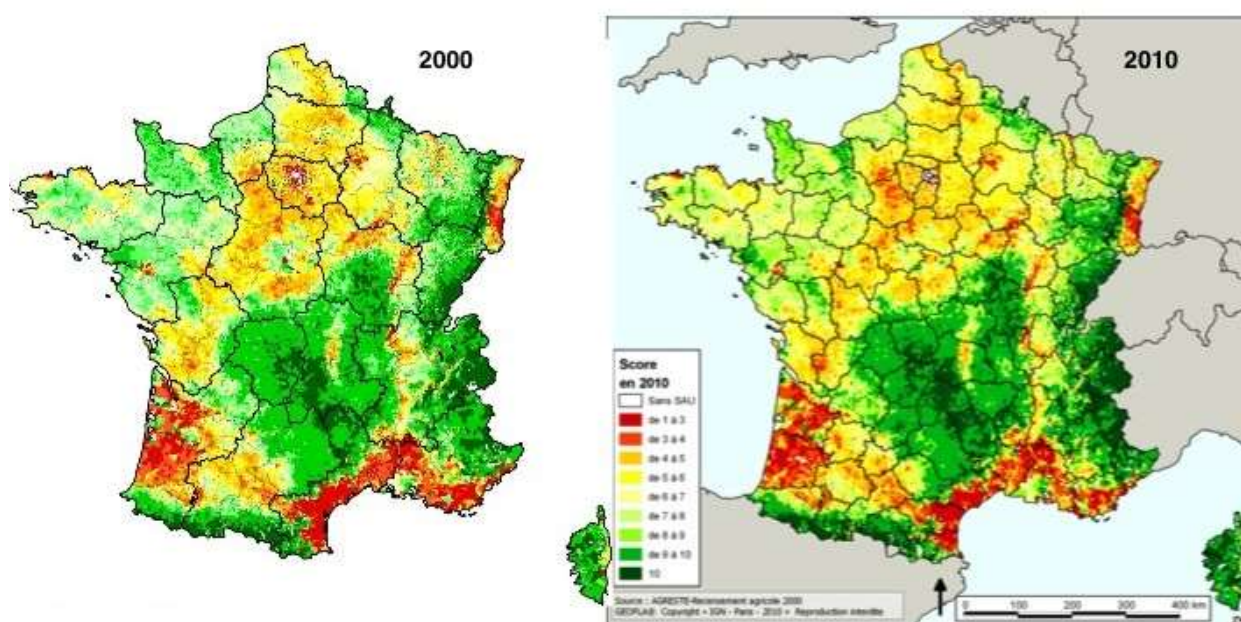 2000
2010
Score
en 2010
Sans SAU
de 1 à 3
de 3 à 4
de 4 à 5
de 5 à 6
de 6 à 7
de 7 à 8
de 8 à 9
de 9 à 10
10
Source : AGRESTE-Recensement agricole 2000
GEOFLA®: Copyright « IGN - Paris - 2010 » Reproduction interdite
0 100 200 300 400 km